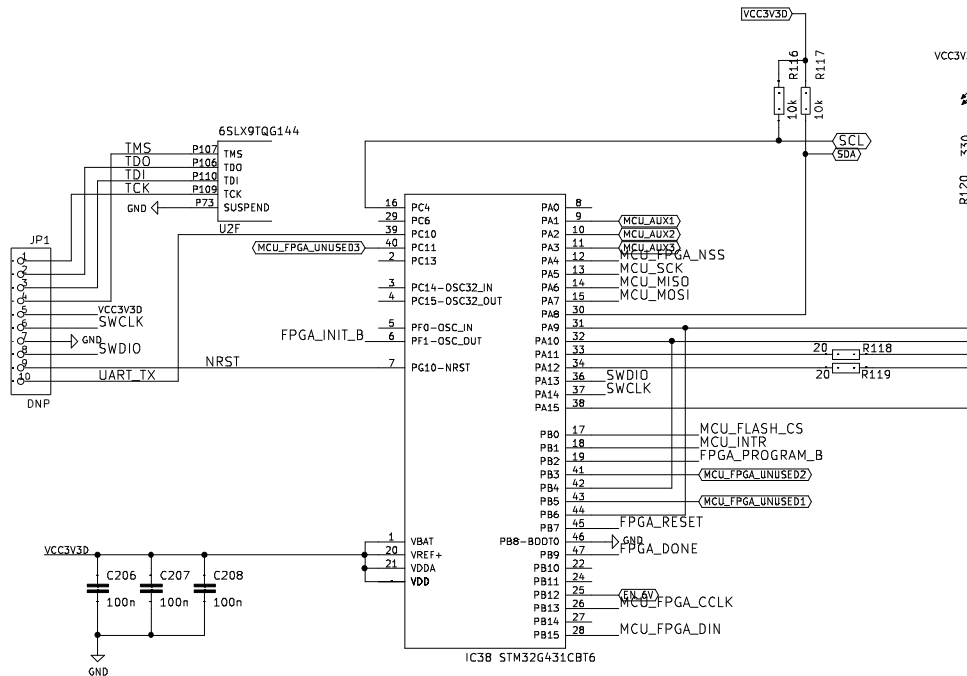 VCC3V3D
R116
R117
10k
10k
VCC3V
330
R120
SCL
SDA
6SLX9TQG144
TMS P107 TMS
TDO P106 TDO
TDI P110 TDI
TCK P109 TCK
GND P73 SUSPEND
U2F
JP1
1
2
3
4
5 VCC3V3D
6 SWCLK
7 GND
8 SWDIO
9 NRST
10 UART_TX
DNP
16 PC4
29 PC6
39 PC10
MCU_FPGA_UNUSED3 40 PC11
2 PC13
3 PC14-OSC32_IN
4 PC15-OSC32_OUT
5 PF0-OSC_IN
FPGA_INIT_B 6 PF1-OSC_OUT
7 PG10-NRST
1 VBAT
20 VREF+
21 VDDA
VDD
PA0 8
PA1 9 MCU_AUX1
PA2 10 MCU_AUX2
PA3 11 MCU_AUX3
PA4 12 MCU_FPGA_NSS
PA5 13 MCU_SCK
PA6 14 MCU_MISO
PA7 15 MCU_MOSI
PA8 30
PA9 31
PA10 32
PA11 33 20 R118
PA12 34 20 R119
PA13 36 SWDIO
PA14 37 SWCLK
PA15 38
PB0 17 MCU_FLASH_CS
PB1 18 MCU_INTR
PB2 19 FPGA_PROGRAM_B
PB3 41 MCU_FPGA_UNUSED2
PB4 42
PB5 43 MCU_FPGA_UNUSED1
PB6 44
PB7 45 FPGA_RESET
PB8-BOOT0 46 GND
PB9 47 FPGA_DONE
PB10 22
PB11 24
PB12 25 EN_6V
PB13 26 MCU_FPGA_CCLK
PB14 27
PB15 28 MCU_FPGA_DIN
IC38 STM32G431CBT6
VCC3V3D
C206 C207 C208
100n 100n 100n
GND